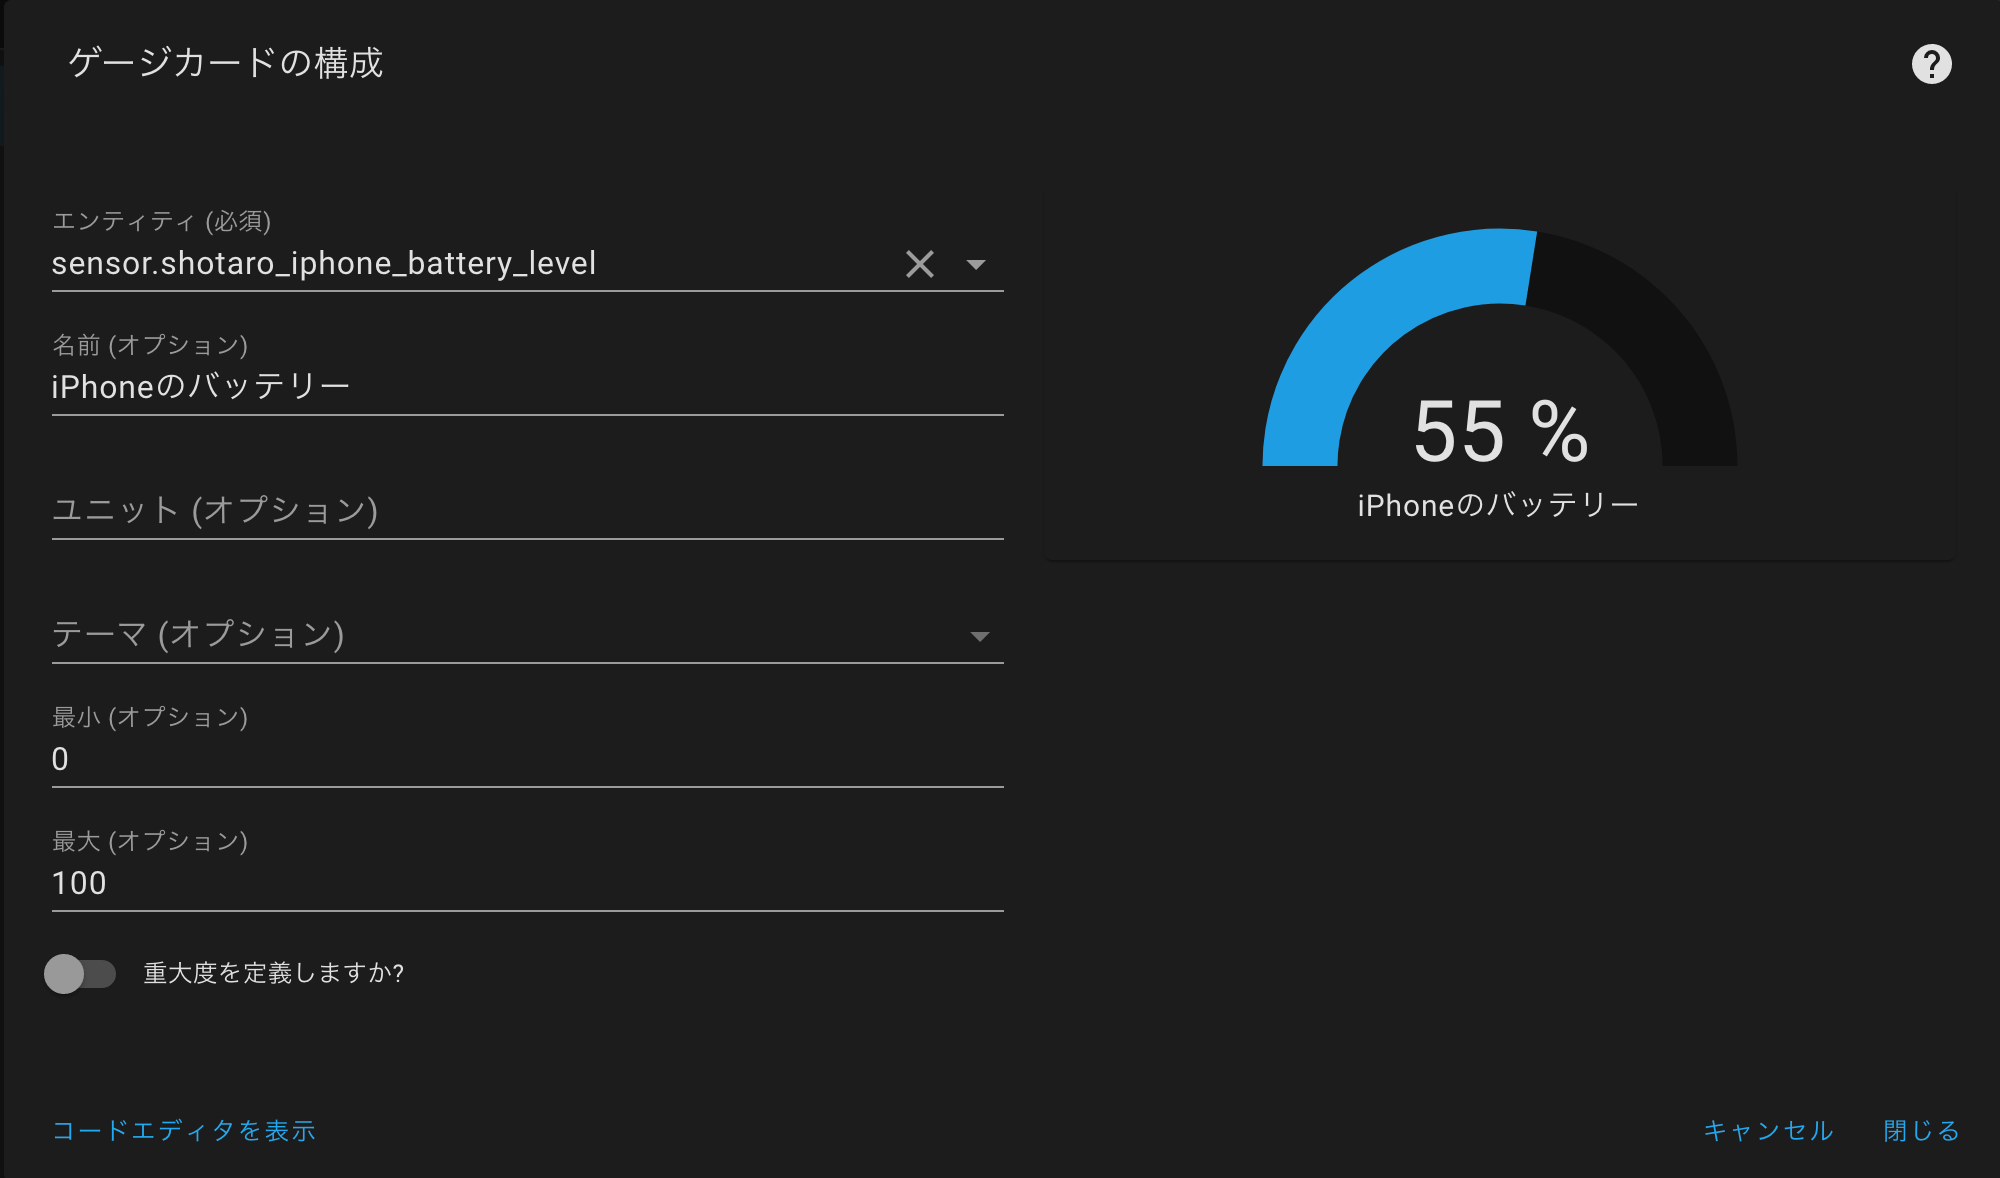 ゲージカードの構成
エンティティ (必須)
sensor.shotaro_iphone_battery_level
名前 (オプション)
iPhoneのバッテリー
ユニット (オプション)
テーマ (オプション)
最小 (オプション)
0
最大 (オプション)
100
重大度を定義しますか?
55 %
iPhoneのバッテリー
コードエディタを表示
キャンセル
閉じる